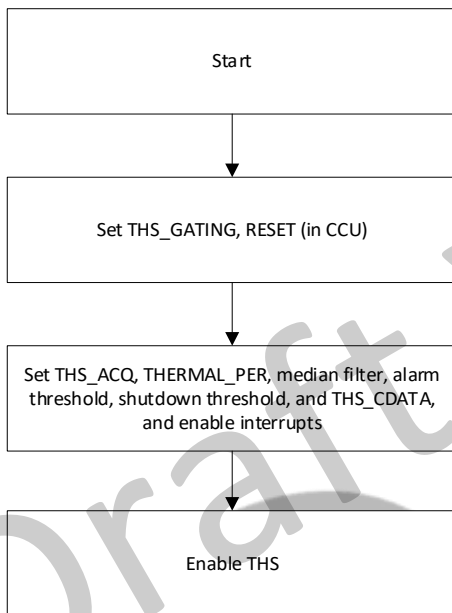 Start
Set THS_GATING, RESET (in CCU)
Set THS_ACQ, THERMAL_PER, median filter, alarm
threshold, shutdown threshold, and THS_CDATA,
and enable interrupts
Enable THS
Draft